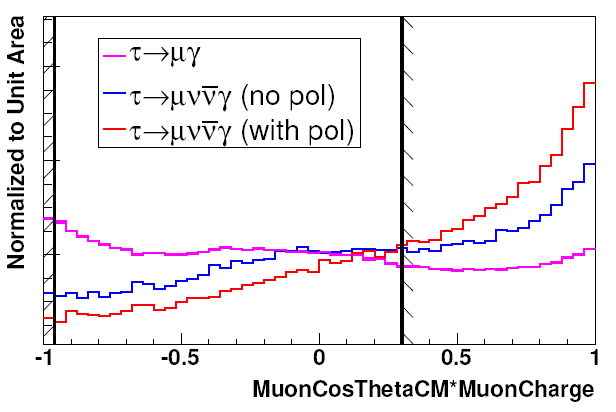 Normalized to Unit Area
τ→μγ
τ→μνν̅γ (no pol)
τ→μνν̅γ (with pol)
-1 -0.5 0 0.5 1
MuonCosThetaCM*MuonCharge